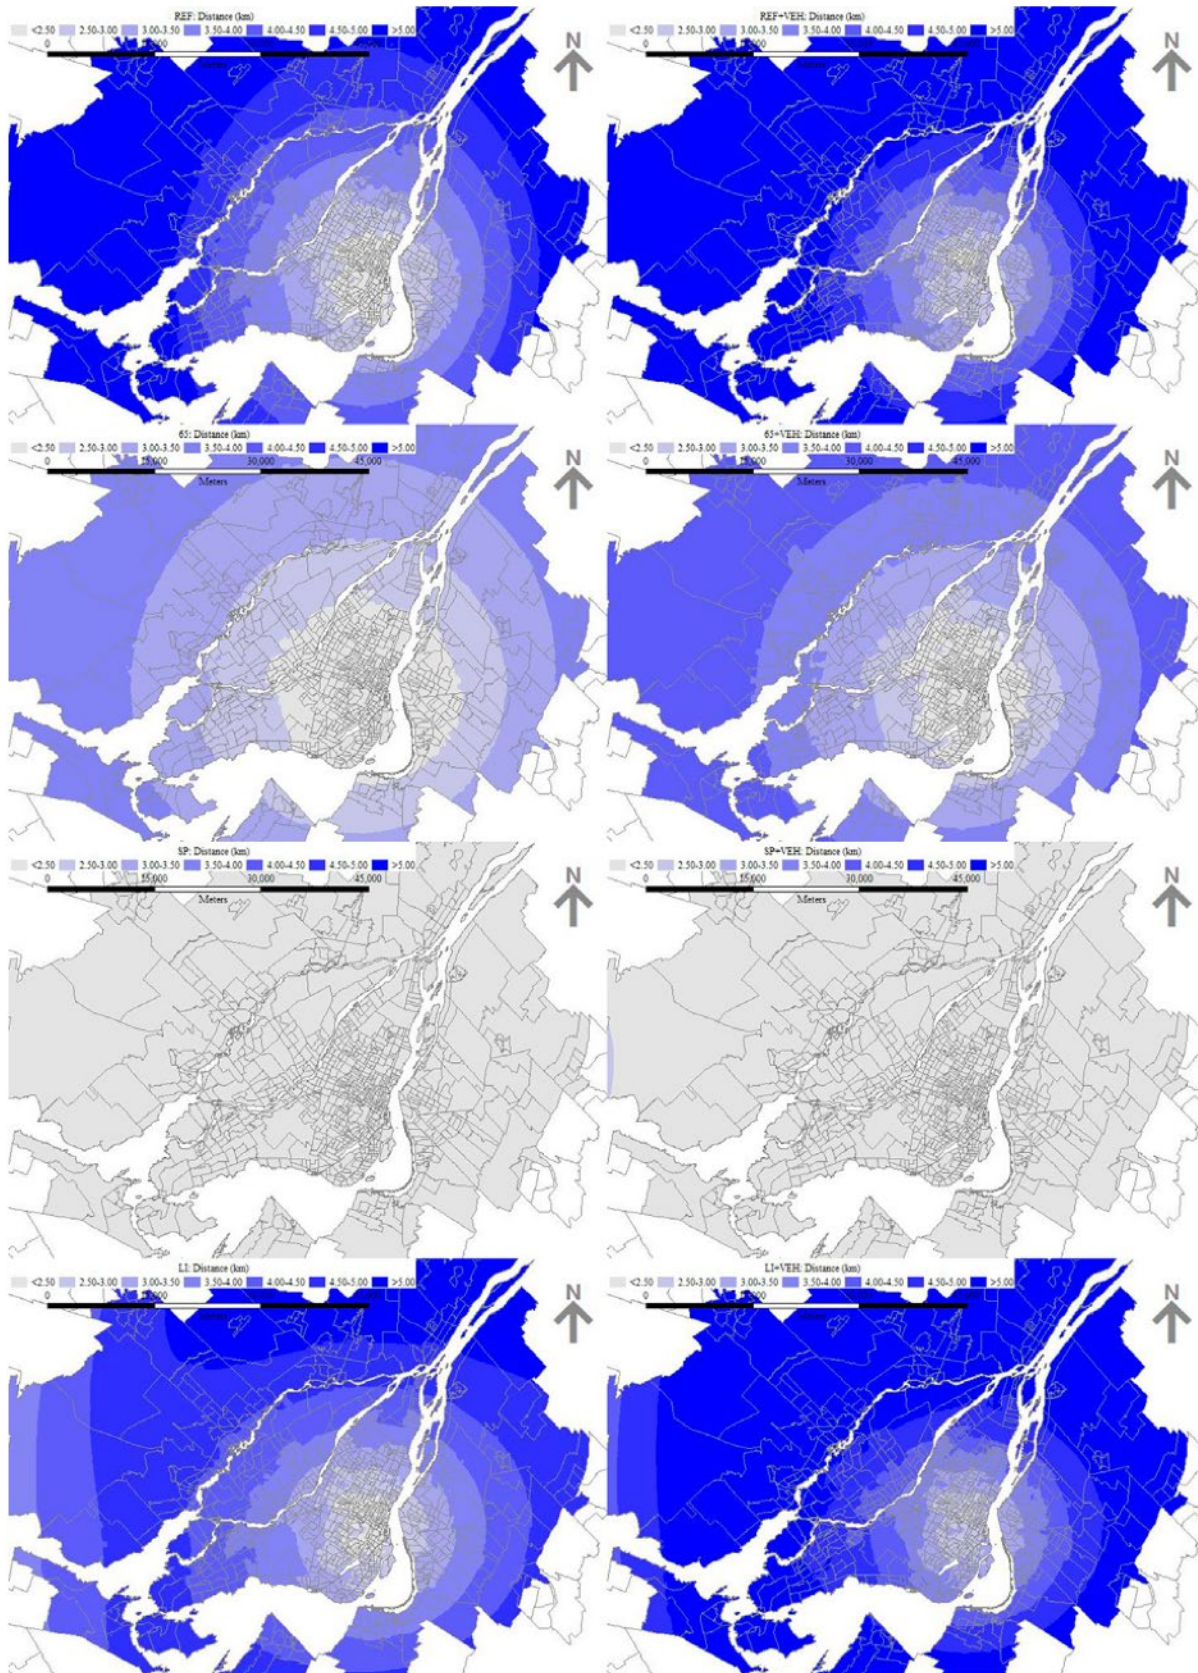 REF: Distance (km)
<2.50 2.50-3.00 3.00-3.50 3.50-4.00 4.00-4.50 4.50-5.00 >5.00
0
Meters
N
REF+VEH: Distance (km)
<2.50 2.50-3.00 3.00-3.50 3.50-4.00 4.00-4.50 4.50-5.00 >5.00
0
Meters
N
65: Distance (km)
<2.50 2.50-3.00 3.00-3.50 3.50-4.00 4.00-4.50 4.50-5.00 >5.00
0 15,000 30,000 45,000
Meters
N
65+VEH: Distance (km)
<2.50 2.50-3.00 3.00-3.50 3.50-4.00 4.00-4.50 4.50-5.00 >5.00
0 15,000 30,000 45,000
Meters
N
SP: Distance (km)
<2.50 2.50-3.00 3.00-3.50 3.50-4.00 4.00-4.50 4.50-5.00 >5.00
0 15,000 30,000 45,000
Meters
N
SP+VEH: Distance (km)
<2.50 2.50-3.00 3.00-3.50 3.50-4.00 4.00-4.50 4.50-5.00 >5.00
0 15,000 30,000 45,000
Meters
N
LI: Distance (km)
<2.50 2.50-3.00 3.00-3.50 3.50-4.00 4.00-4.50 4.50-5.00 >5.00
0
N
LI+VEH: Distance (km)
<2.50 2.50-3.00 3.00-3.50 3.50-4.00 4.00-4.50 4.50-5.00 >5.00
0
N